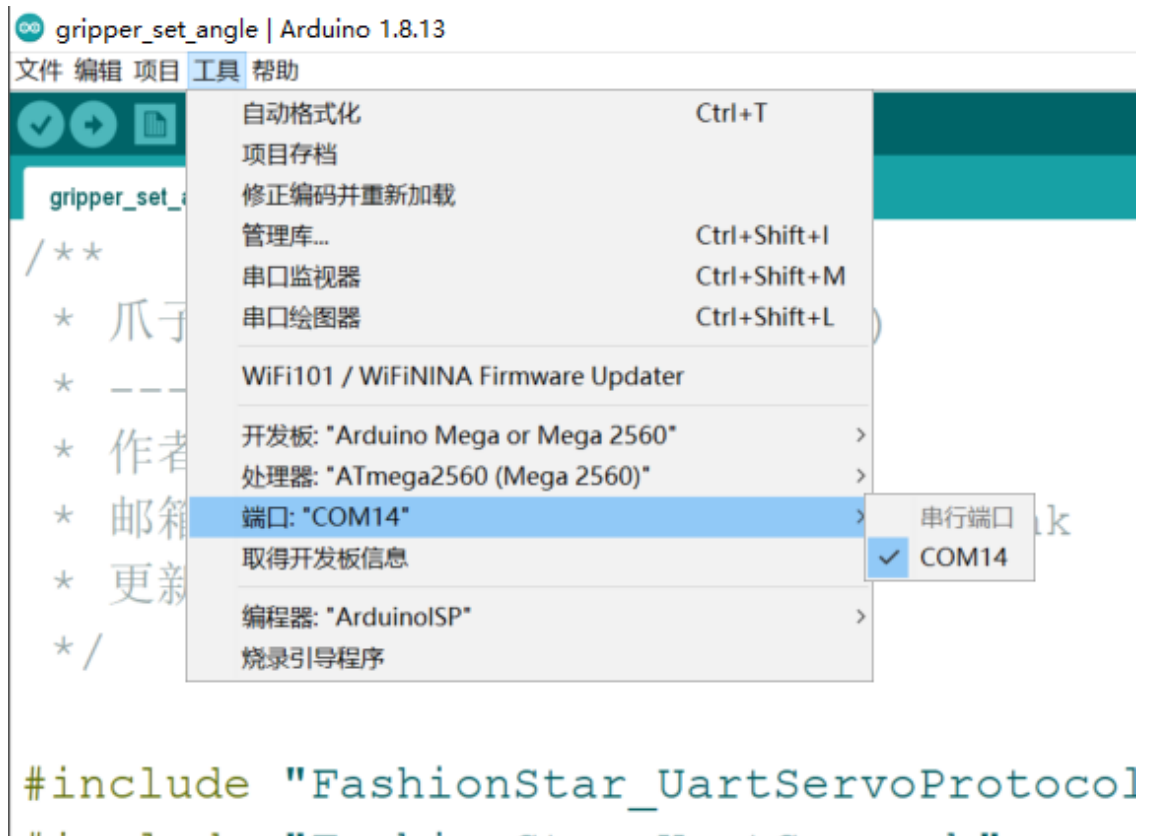 gripper_set_angle | Arduino 1.8.13
文件 编辑 项目 工具 帮助
自动格式化 Ctrl+T
项目存档
gripper_set_
修正编码并重新加载
管理库... Ctrl+Shift+I
/**
串口监视器 Ctrl+Shift+M
* 爪子
串口绘图器 Ctrl+Shift+L
)
WiFi101 / WiFiNINA Firmware Updater
* ---
开发板: "Arduino Mega or Mega 2560"
* 作者
处理器: "ATmega2560 (Mega 2560)"
端口: "COM14"
串行端口
* 邮箱
k
取得开发板信息
COM14
* 更新
编程器: "ArduinoISP"
*/
烧录引导程序
#include "FashionStar_UartServoProtocol